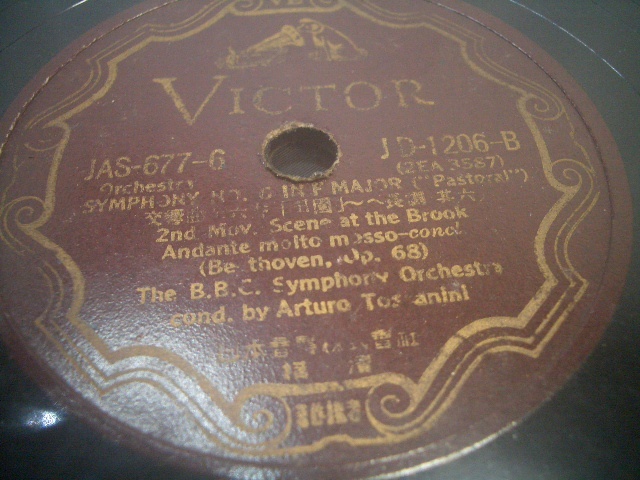 VICTOR
JAS-677-6
JD-1206-B
(2EA 3587)
Orchestra
SYMPHONY NO. 6 IN F MAJOR ("Pastoral")
2nd Mov. Scene at the Brook
Andante molto mosso-concl.
(Beethoven, Op. 68)
The B.B.C. Symphony Orchestra
cond. by Arturo Toscanini